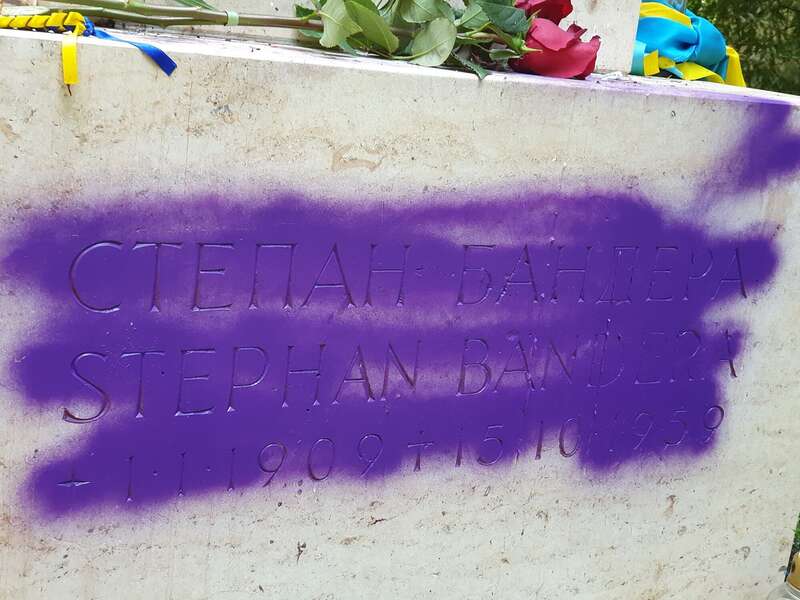 СТЕПАН БАНДЕРА
STEPHAN BANDERA
1·1·1909 † 15·10·1959